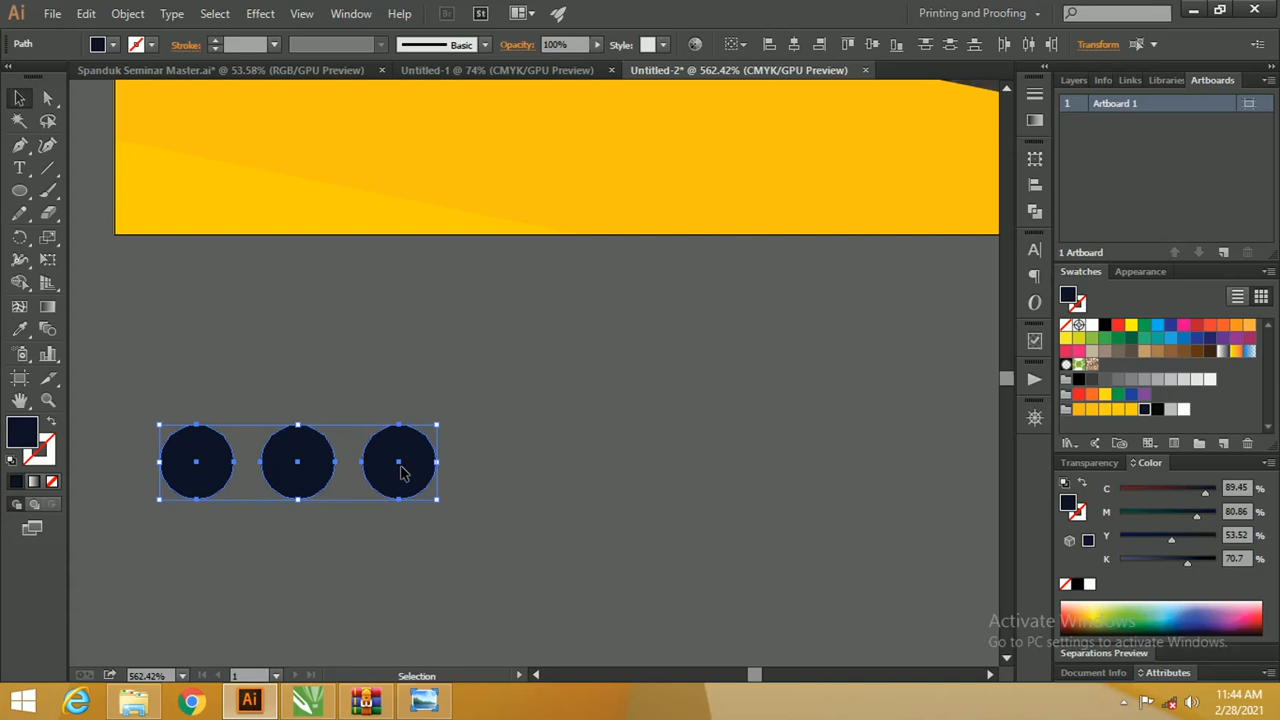 Ai File Edit Object Type Select Effect View Window Help Br St Printing and Proofing
Path Stroke: Basic Opacity: 100% Style: Transform
Spanduk Seminar Master.ai* @ 53.58% (RGB/GPU Preview) × Untitled-1 @ 74% (CMYK/GPU Preview) × Untitled-2* @ 562.42% (CMYK/GPU Preview) ×
Layers Info Links Libraries Artboards
1 Artboard 1
1 Artboard
Swatches Appearance
Transparency Color
C 89.45 %
M 80.86 %
Y 53.52 %
K 70.7 %
Activate Windows
Go to PC settings to activate Windows.
Separations Preview
Document Info Attributes
562.42% 1 Selection
Ai
11:44 AM
2/28/2021